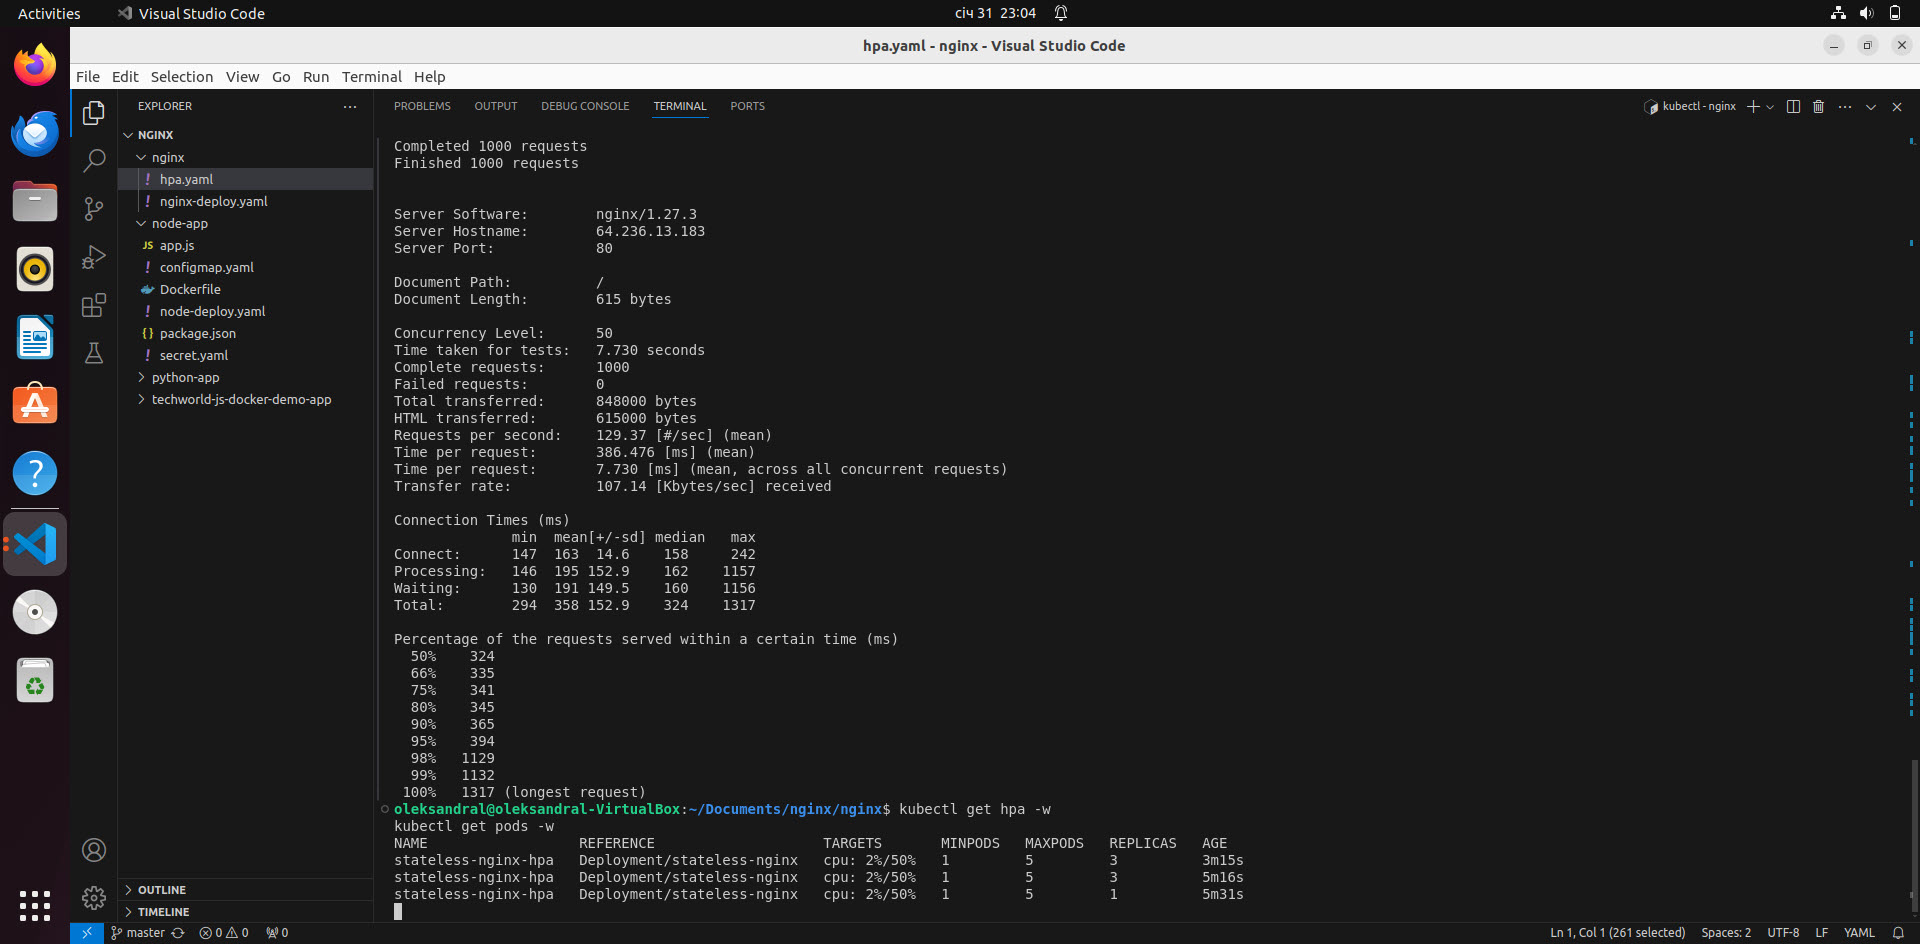 Activities
Visual Studio Code
січ 31 23:04
hpa.yaml - nginx - Visual Studio Code
File Edit Selection View Go Run Terminal Help
EXPLORER
NGINX
nginx
! hpa.yaml
! nginx-deploy.yaml
node-app
JS app.js
! configmap.yaml
Dockerfile
! node-deploy.yaml
{} package.json
! secret.yaml
python-app
techworld-js-docker-demo-app
OUTLINE
TIMELINE
PROBLEMS OUTPUT DEBUG CONSOLE TERMINAL PORTS
kubectl - nginx
Completed 1000 requests
Finished 1000 requests
Server Software: nginx/1.27.3
Server Hostname: 64.236.13.183
Server Port: 80
Document Path: /
Document Length: 615 bytes
Concurrency Level: 50
Time taken for tests: 7.730 seconds
Complete requests: 1000
Failed requests: 0
Total transferred: 848000 bytes
HTML transferred: 615000 bytes
Requests per second: 129.37 [#/sec] (mean)
Time per request: 386.476 [ms] (mean)
Time per request: 7.730 [ms] (mean, across all concurrent requests)
Transfer rate: 107.14 [Kbytes/sec] received
Connection Times (ms)
min mean[+/-sd] median max
Connect: 147 163 14.6 158 242
Processing: 146 195 152.9 162 1157
Waiting: 130 191 149.5 160 1156
Total: 294 358 152.9 324 1317
Percentage of the requests served within a certain time (ms)
50% 324
66% 335
75% 341
80% 345
90% 365
95% 394
98% 1129
99% 1132
100% 1317 (longest request)
oleksandral@oleksandral-VirtualBox:~/Documents/nginx/nginx$ kubectl get hpa -w
kubectl get pods -w
NAME REFERENCE TARGETS MINPODS MAXPODS REPLICAS AGE
stateless-nginx-hpa Deployment/stateless-nginx cpu: 2%/50% 1 5 3 3m15s
stateless-nginx-hpa Deployment/stateless-nginx cpu: 2%/50% 1 5 3 5m16s
stateless-nginx-hpa Deployment/stateless-nginx cpu: 2%/50% 1 5 1 5m31s
master 0 0 0
Ln 1, Col 1 (261 selected) Spaces: 2 UTF-8 LF YAML